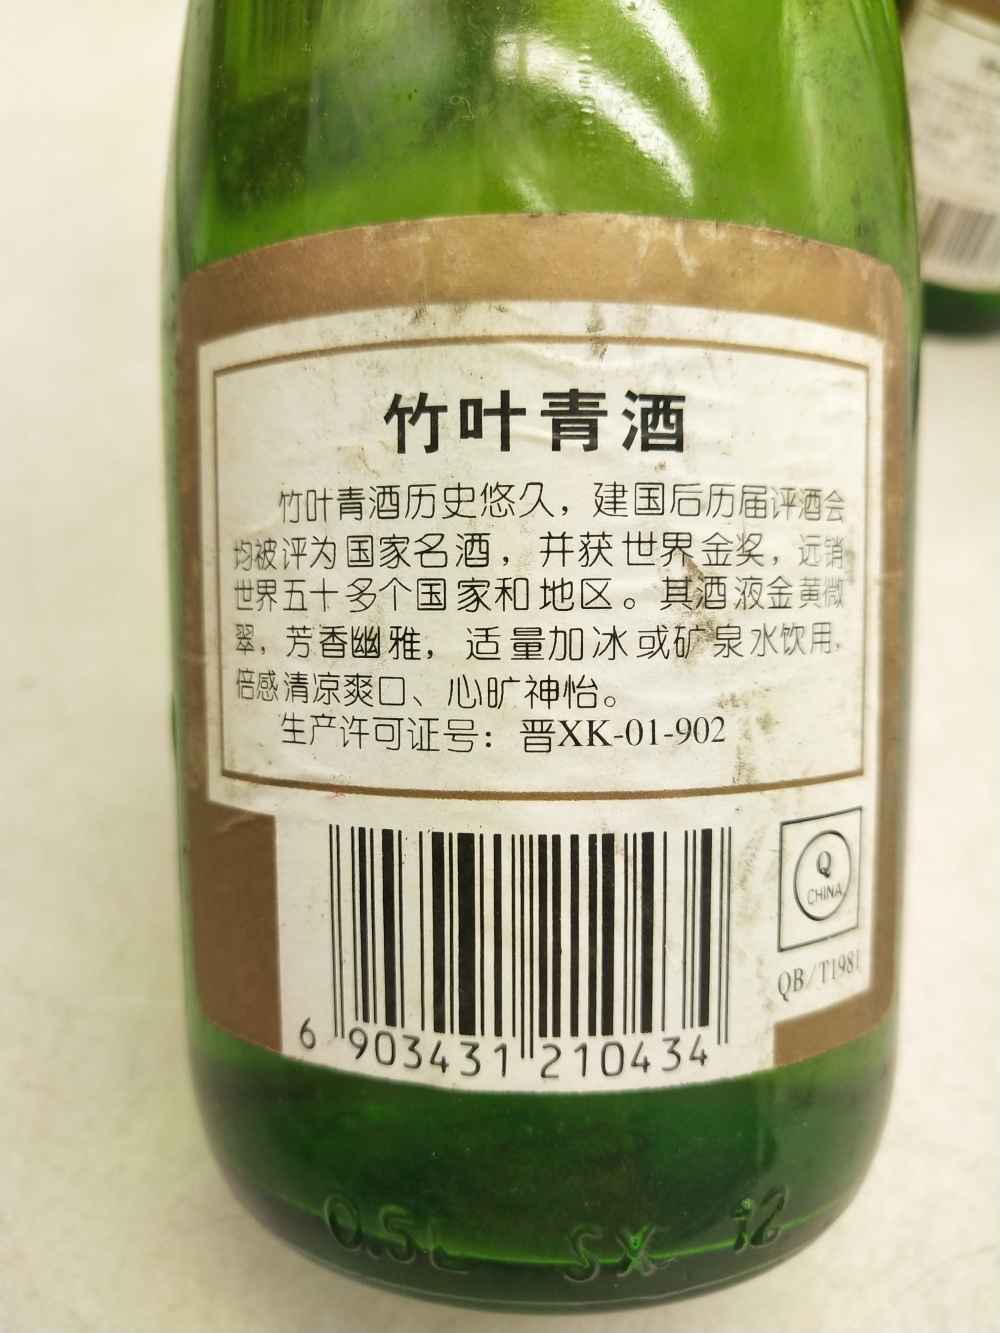 竹叶青酒
竹叶青酒历史悠久，建国后历届评酒会
均被评为国家名酒，并获世界金奖，远销
世界五十多个国家和地区。其酒液金黄微
翠，芳香幽雅，适量加冰或矿泉水饮用，
倍感清凉爽口、心旷神怡。
生产许可证号：晋XK-01-902
Q
CHINA
QB/T1981
6 903431 210434
0.5L SX 12